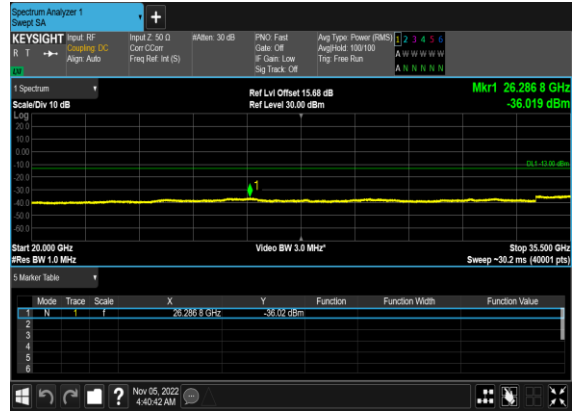 Spectrum Analyzer 1
Swept SA
+
KEYSIGHT Input: RF Input Z: 50 Ω #Atten: 30 dB PNO: Fast Avg Type: Power (RMS) 1 2 3 4 5 6
R T Coupling: DC Corr CCorr Gate: Off Avg|Hold: 100/100 A W W W W W
Align: Auto Freq Ref: Int (S) IF Gain: Low Trig: Free Run
Sig Track: Off A N N N N N
1 Spectrum Ref Lvl Offset 15.68 dB Mkr1 26.286 8 GHz
Scale/Div 10 dB Ref Level 30.00 dBm -36.019 dBm
Log
20.0
10.0
0.00
-10.0 DL1 -13.00 dBm
-20.0
-30.0 1
-40.0
-50.0
-60.0
Start 20.000 GHz Video BW 3.0 MHz* Stop 35.500 GHz
#Res BW 1.0 MHz Sweep ~30.2 ms (40001 pts)
5 Marker Table
Mode Trace Scale X Y Function Function Width Function Value
1 N 1 f 26.286 8 GHz -36.02 dBm
2
3
4
5
6
? Nov 05, 2022
4:40:42 AM